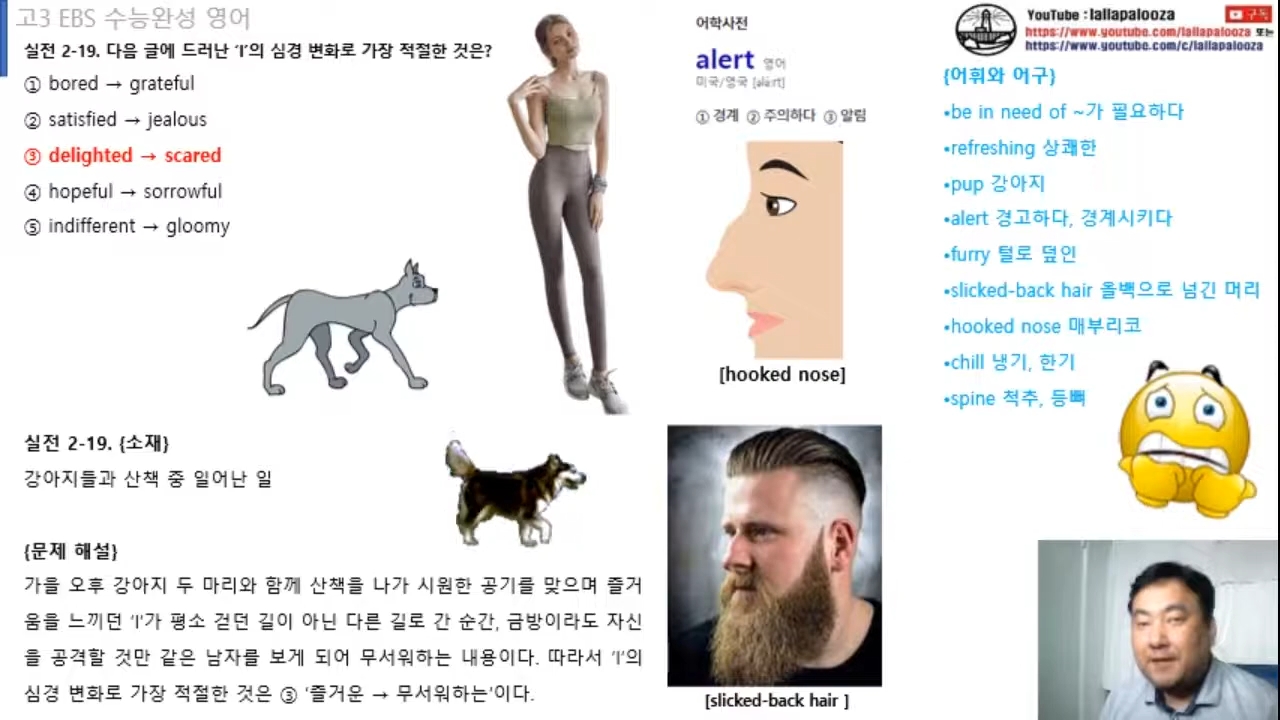 고3 EBS 수능완성 영어
실전 2-19. 다음 글에 드러난 ‘I’의 심경 변화로 가장 적절한 것은?
① bored → grateful
② satisfied → jealous
③ delighted → scared
④ hopeful → sorrowful
⑤ indifferent → gloomy
실전 2-19. {소재}
강아지들과 산책 중 일어난 일
{문제 해설}
가을 오후 강아지 두 마리와 함께 산책을 나가 시원한 공기를 맞으며 즐거
움을 느끼던 ‘I’가 평소 걷던 길이 아닌 다른 길로 간 순간, 금방이라도 자신
을 공격할 것만 같은 남자를 보게 되어 무서워하는 내용이다. 따라서 ‘I’의
심경 변화로 가장 적절한 것은 ③ ‘즐거운 → 무서워하는’이다.
어학사전
alert 영어
미국/영국 [əlɜ́ːrt]
① 경계 ② 주의하다 ③ 알림
[hooked nose]
[slicked-back hair ]
YouTube : lallapalooza
구독
https://www.youtube.com/lallapalooza 또는
https://www.youtube.com/c/lallapalooza
{어휘와 어구}
•be in need of ~가 필요하다
•refreshing 상쾌한
•pup 강아지
•alert 경고하다, 경계시키다
•furry 털로 덮인
•slicked-back hair 올백으로 넘긴 머리
•hooked nose 매부리코
•chill 냉기, 한기
•spine 척추, 등뼈